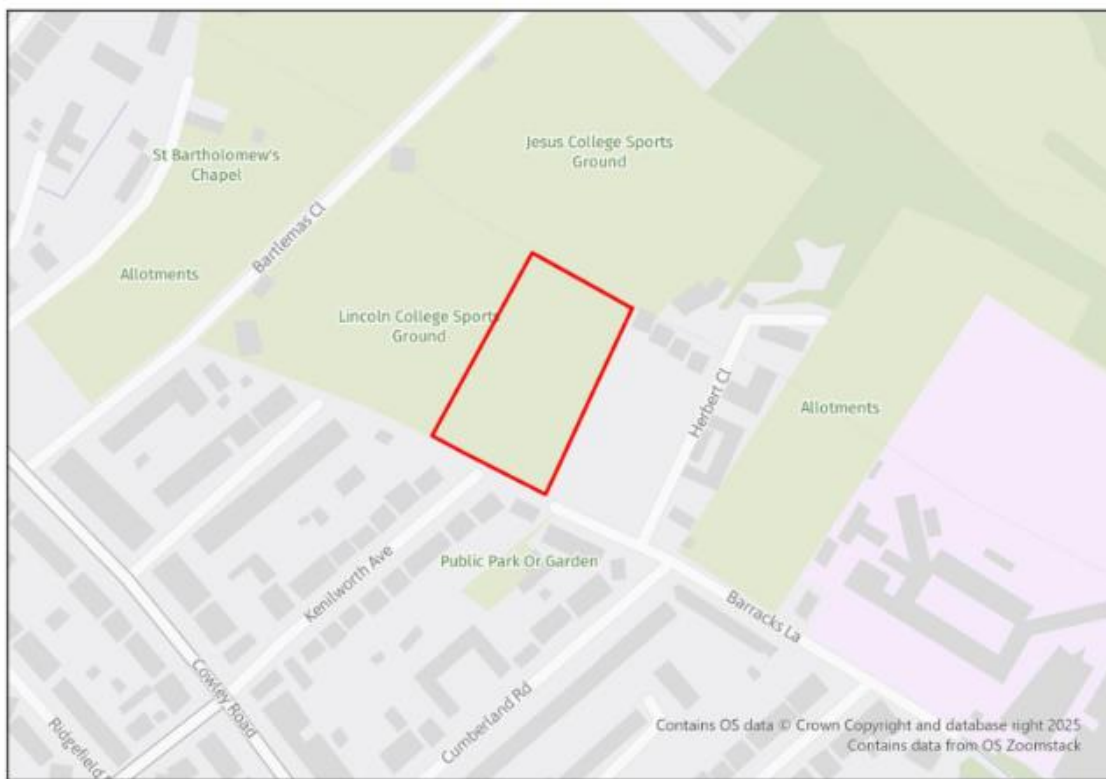 Jesus College Sports
Ground
St Bartholomew's
Chapel
Bartlemas Cl
Allotments
Lincoln College Sports
Ground
Herbert Cl
Allotments
Public Park Or Garden
Kenilworth Ave
Barracks La
Cowley Road
Cumberland Rd
Ridgefield
Contains OS data © Crown Copyright and database right 2025
Contains data from OS Zoomstack